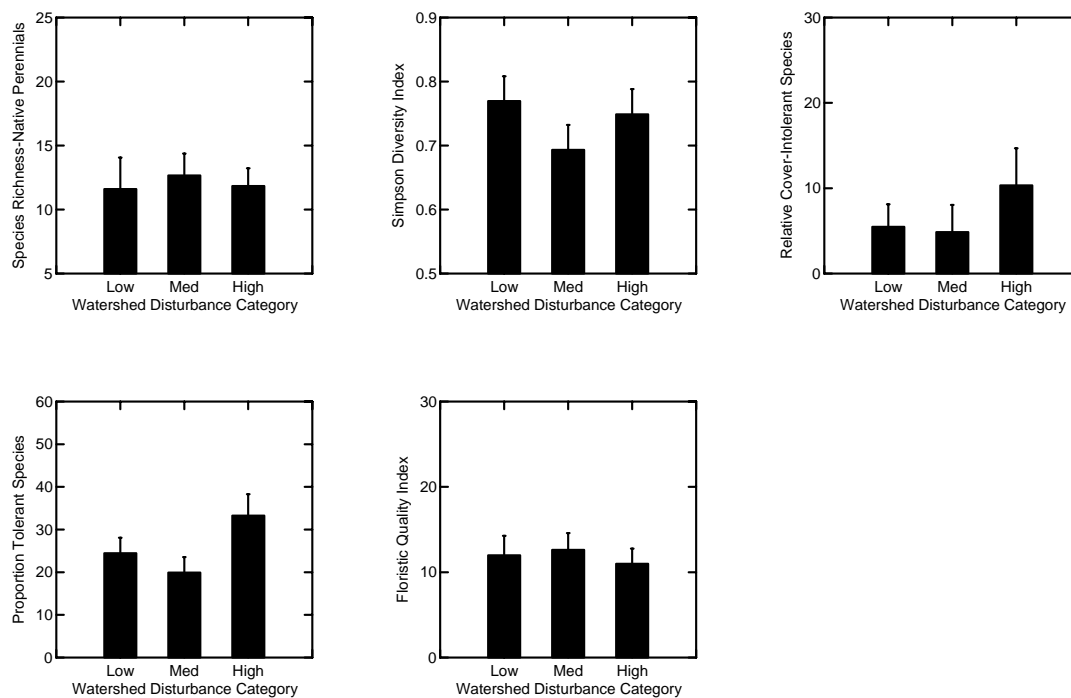 Species Richness-Native Perennials
25
20
15
10
5
Low Med High
Watershed Disturbance Category
Simpson Diversity Index
0.9
0.8
0.7
0.6
0.5
Low Med High
Watershed Disturbance Category
Relative Cover-Intolerant Species
30
20
10
0
Low Med High
Watershed Disturbance Category
Proportion Tolerant Species
60
50
40
30
20
10
0
Low Med High
Watershed Disturbance Category
Floristic Quality Index
30
20
10
0
Low Med High
Watershed Disturbance Category